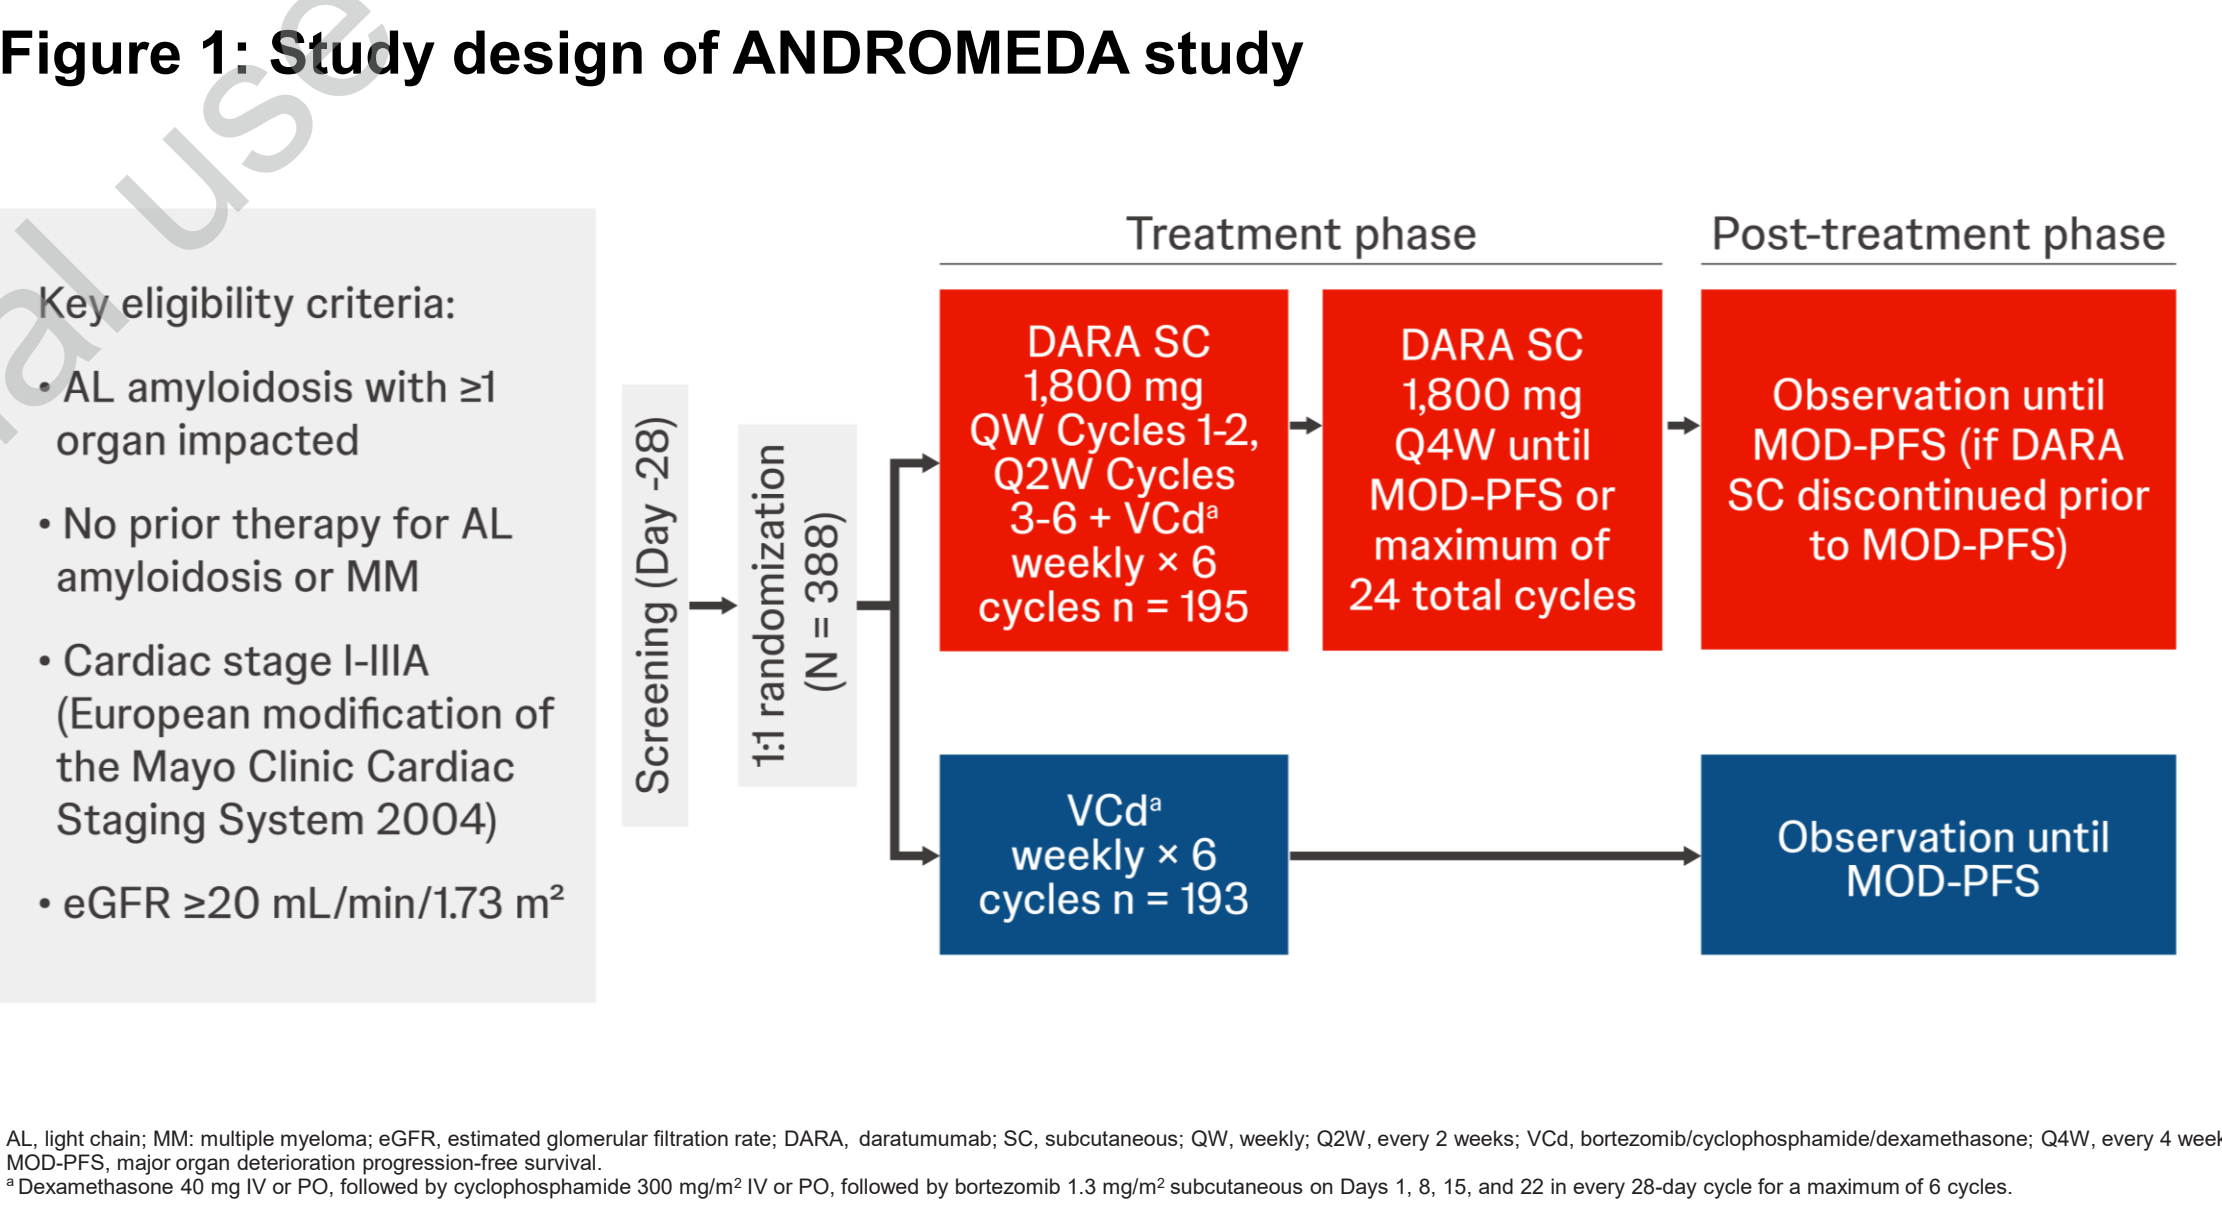 Figure 1: Study design of ANDROMEDA study
Key eligibility criteria:
• AL amyloidosis with ≥1
organ impacted
• No prior therapy for AL
amyloidosis or MM
• Cardiac stage I-IIIA
(European modification of
the Mayo Clinic Cardiac
Staging System 2004)
• eGFR ≥20 mL/min/1.73 m²
Screening (Day -28)
1:1 randomization
(N = 388)
Treatment phase
DARA SC
1,800 mg
QW Cycles 1-2,
Q2W Cycles
3-6 + VCdᵃ
weekly × 6
cycles n = 195
DARA SC
1,800 mg
Q4W until
MOD-PFS or
maximum of
24 total cycles
Post-treatment phase
Observation until
MOD-PFS (if DARA
SC discontinued prior
to MOD-PFS)
VCdᵃ
weekly × 6
cycles n = 193
Observation until
MOD-PFS
AL, light chain; MM: multiple myeloma; eGFR, estimated glomerular filtration rate; DARA, daratumumab; SC, subcutaneous; QW, weekly; Q2W, every 2 weeks; VCd, bortezomib/cyclophosphamide/dexamethasone; Q4W, every 4 week
MOD-PFS, major organ deterioration progression-free survival.
ᵃ Dexamethasone 40 mg IV or PO, followed by cyclophosphamide 300 mg/m² IV or PO, followed by bortezomib 1.3 mg/m² subcutaneous on Days 1, 8, 15, and 22 in every 28-day cycle for a maximum of 6 cycles.
al use